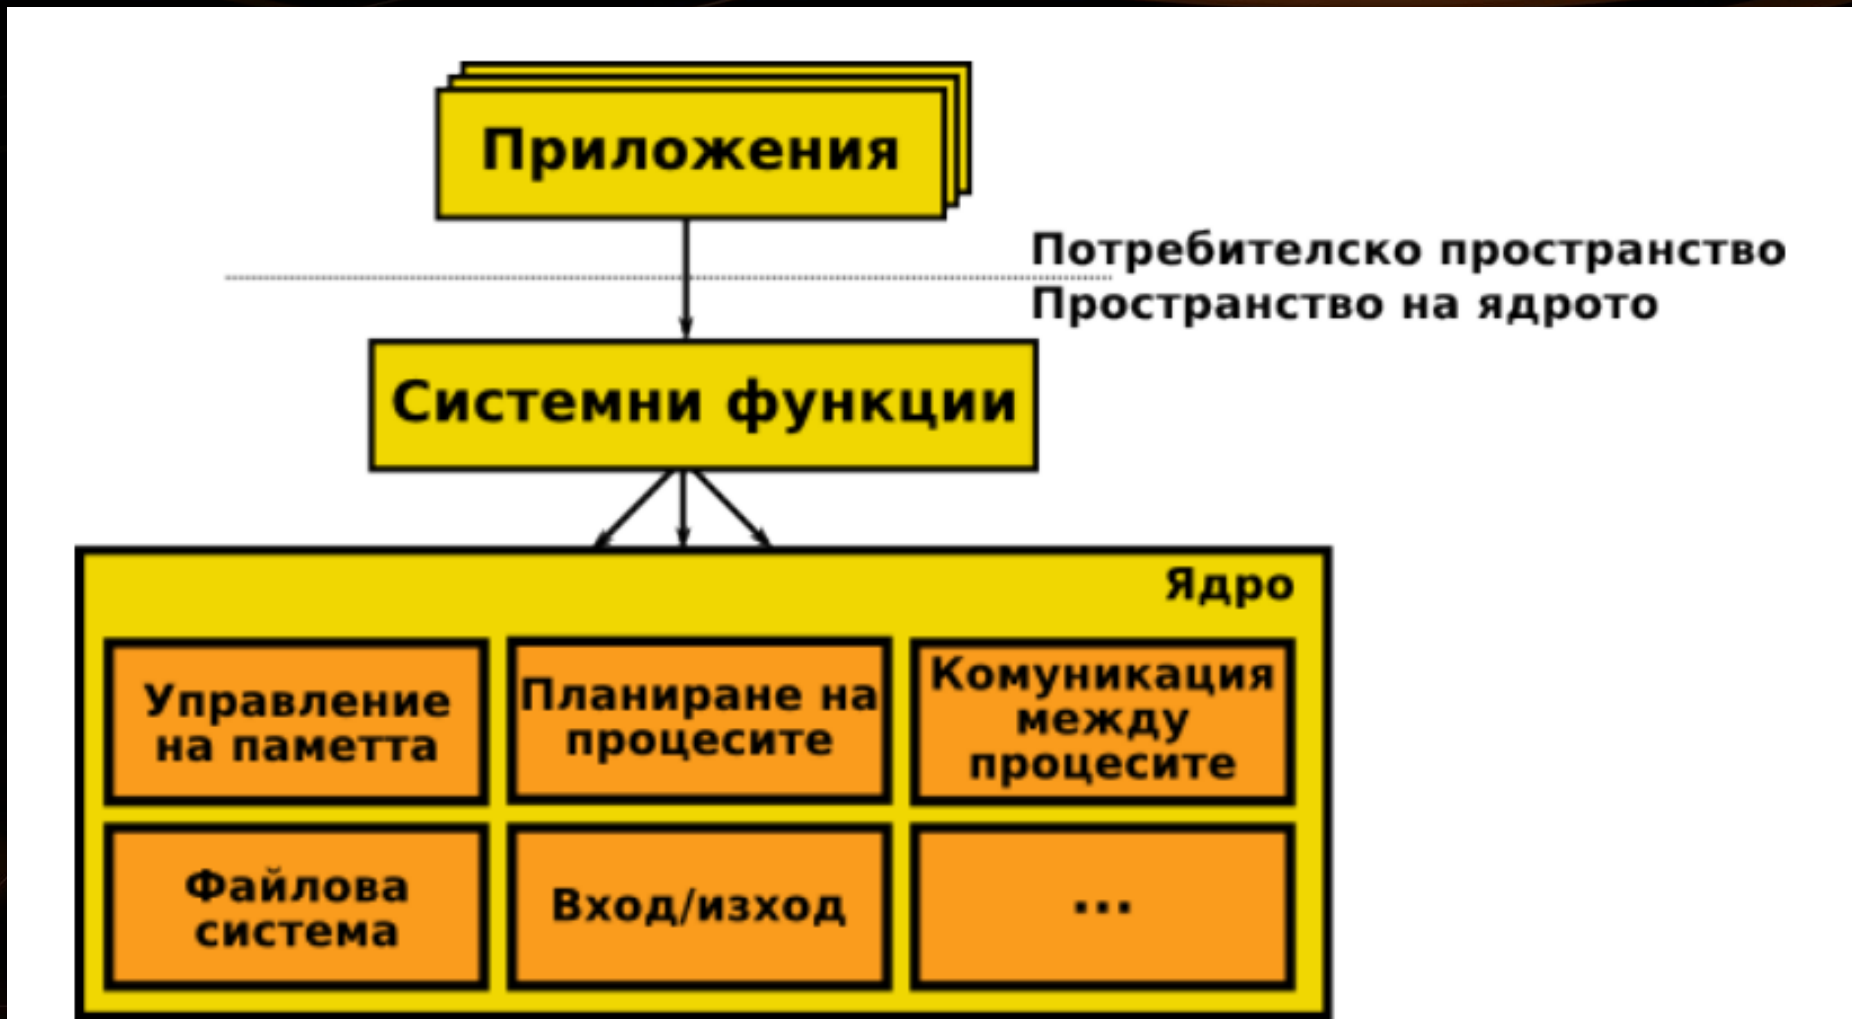 Приложения
Потребителско пространство
Пространство на ядрото
Системни функции
Ядро
Управление
на паметта
Планиране на
процесите
Комуникация
между
процесите
Файлова
система
Вход/изход
...